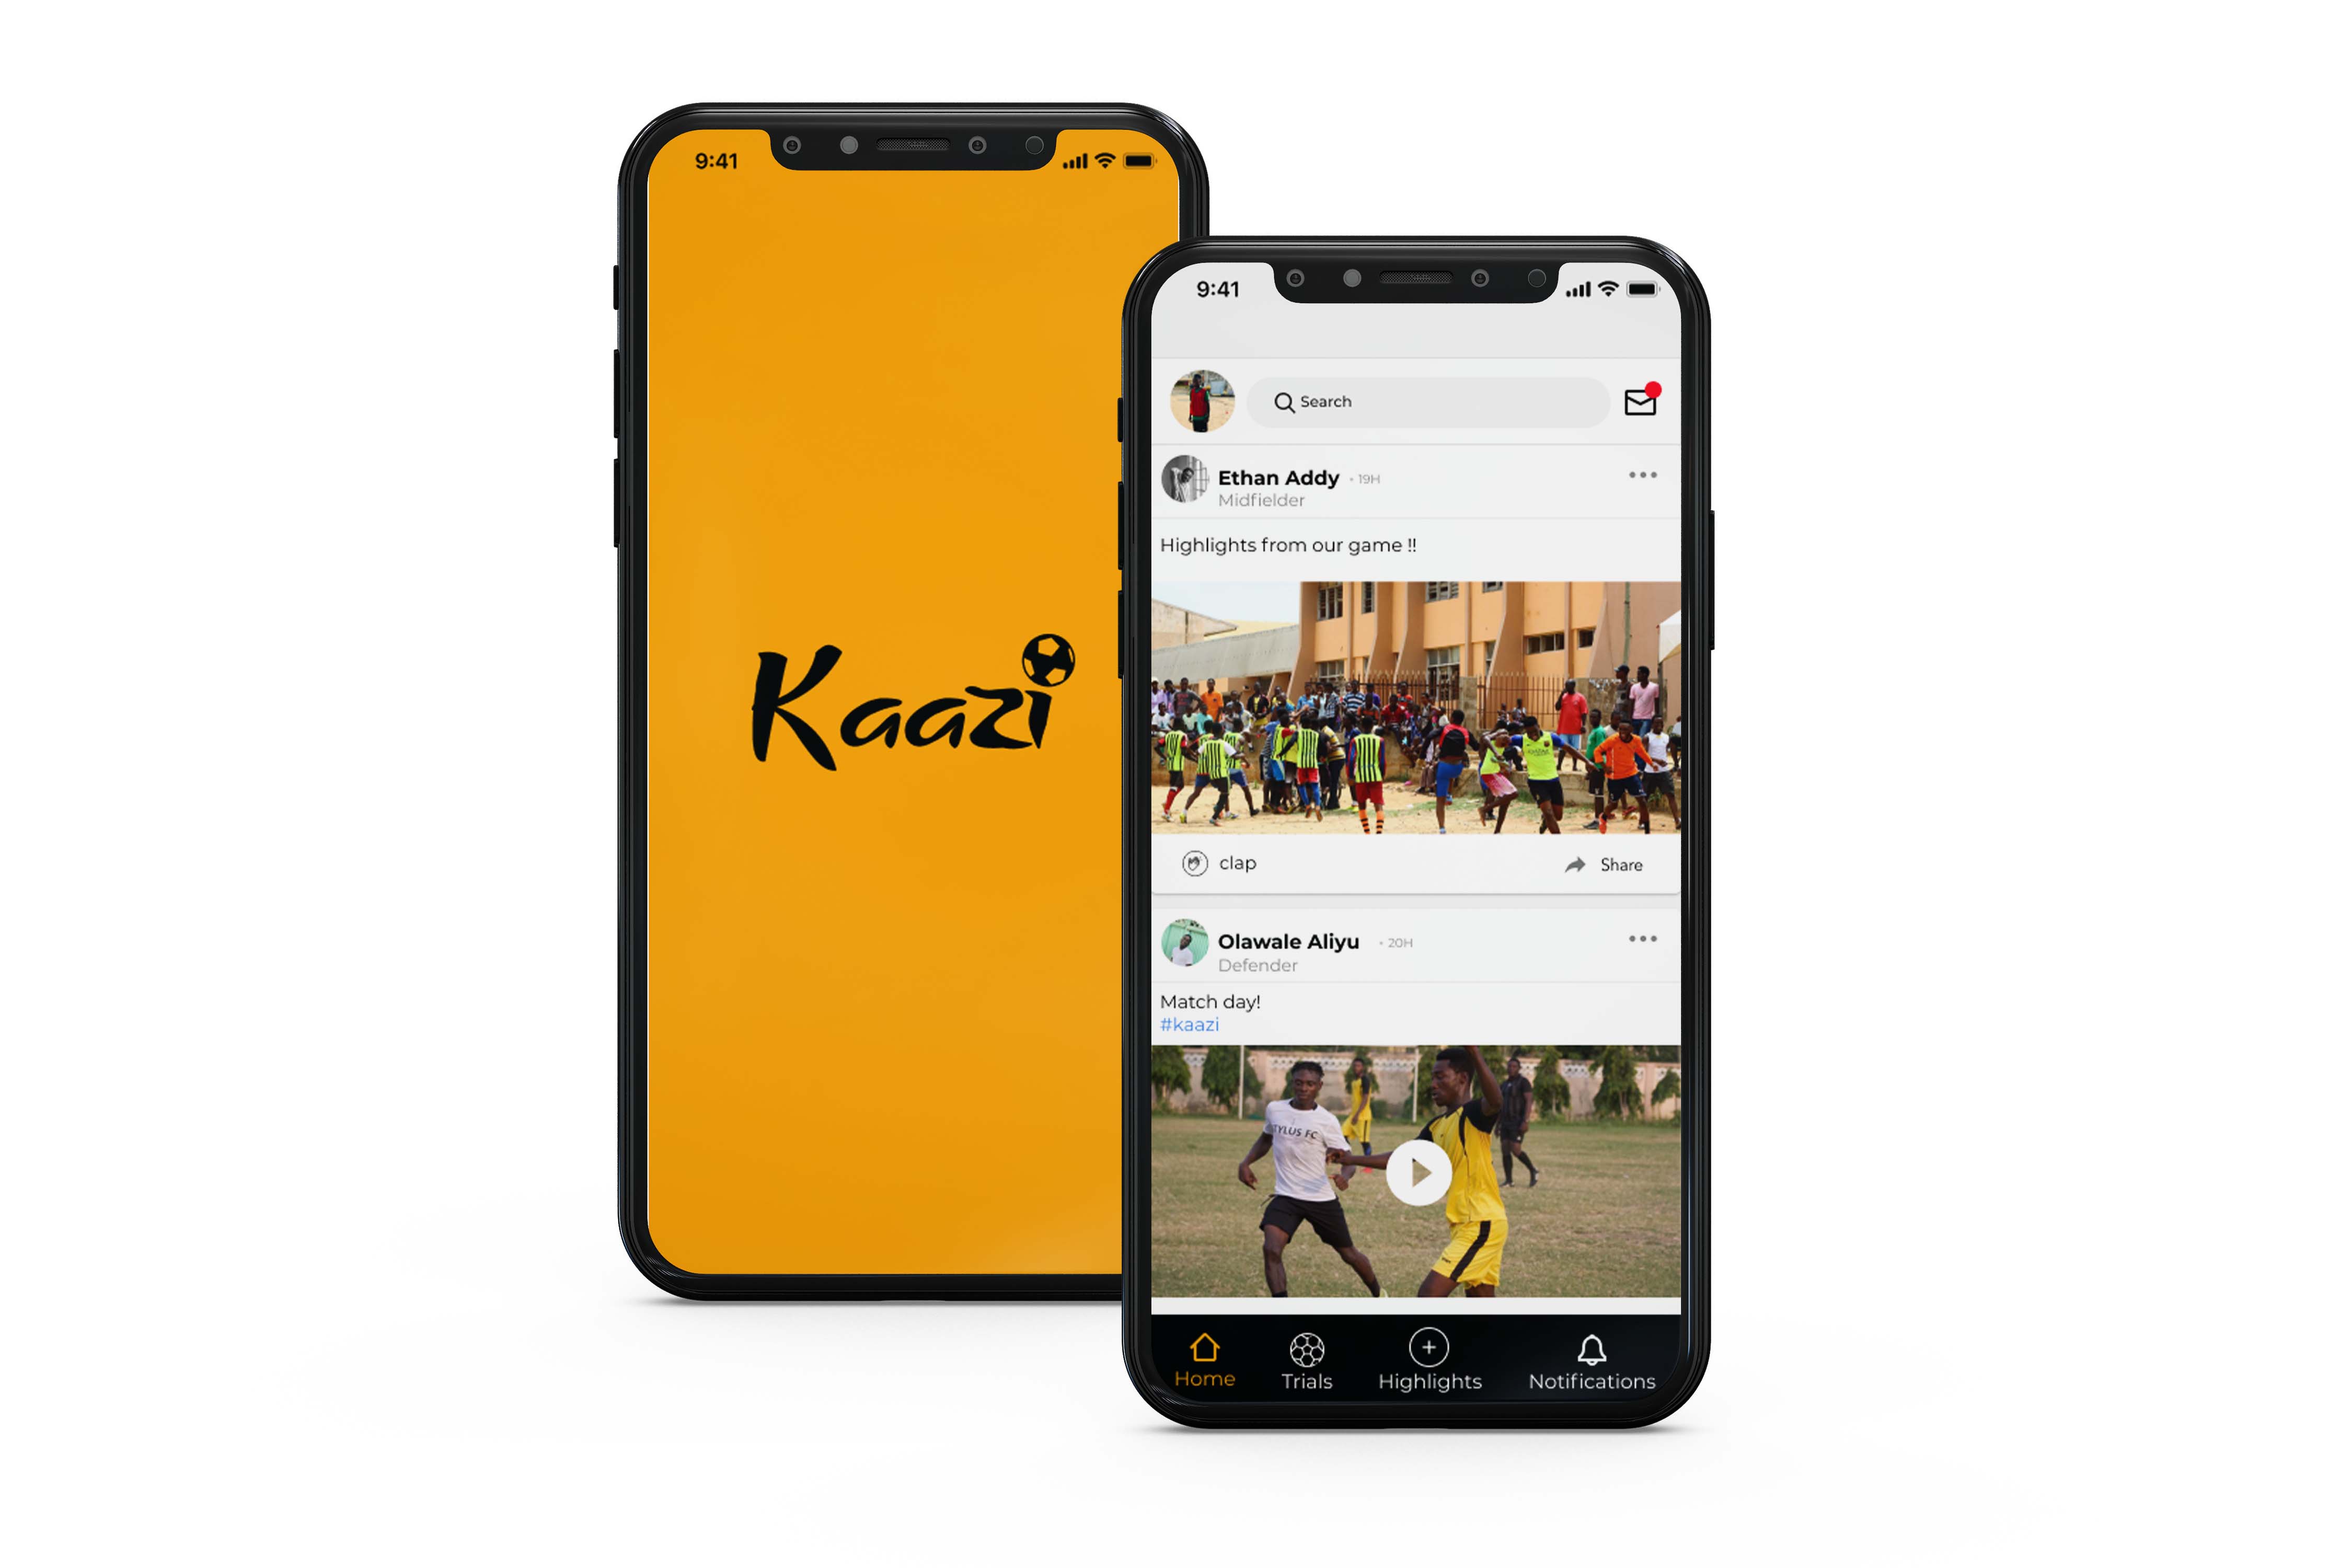 9:41
Kaazi
9:41
Search
Ethan Addy • 19H
Midfielder
Highlights from our game !!
clap
Share
Olawale Aliyu • 20H
Defender
Match day!
#kaazi
TYLUS FC
Home
Trials
Highlights
Notifications